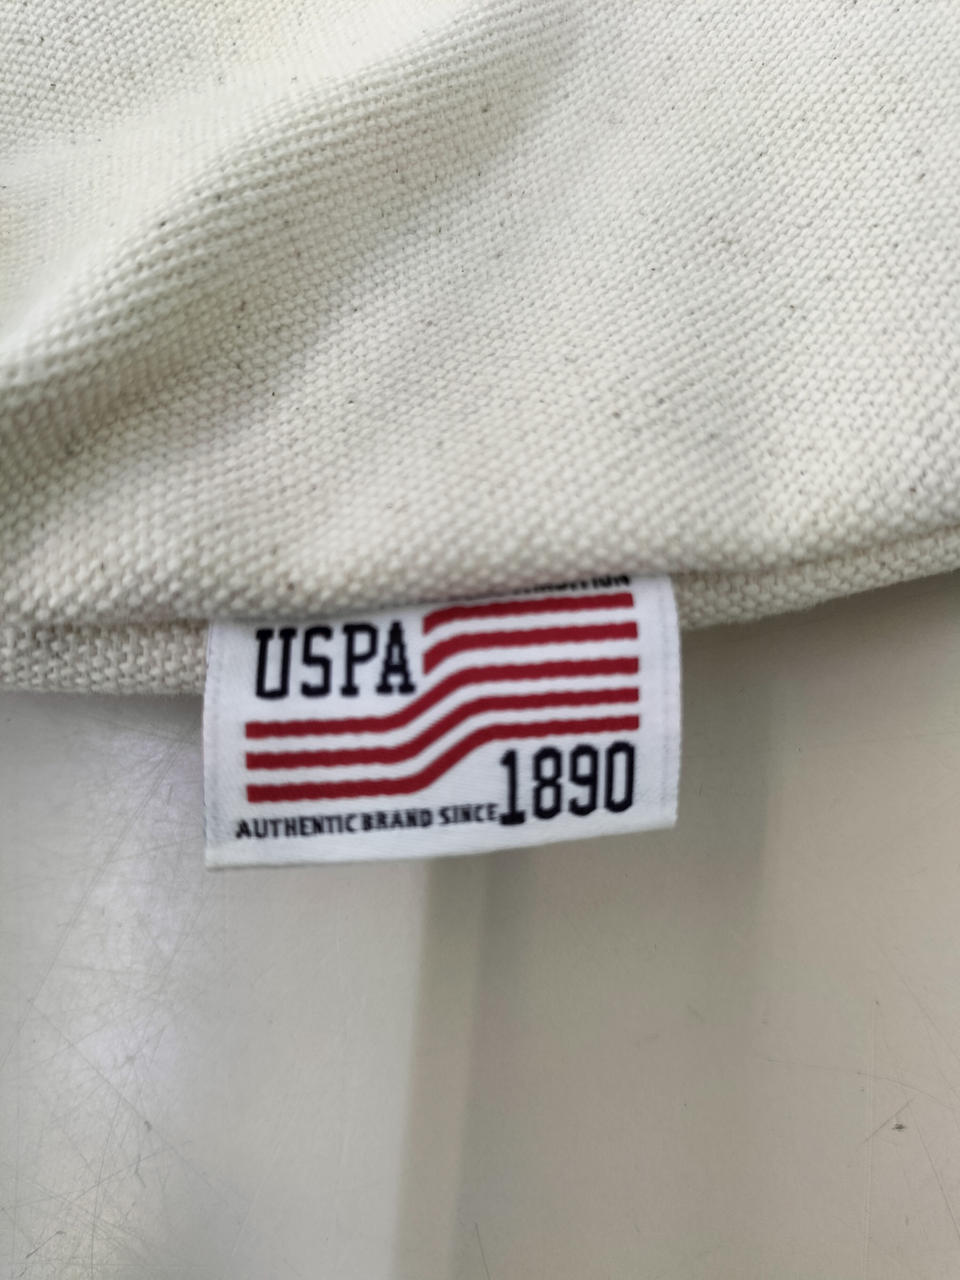 USPA
1890
AUTHENTIC BRAND SINCE